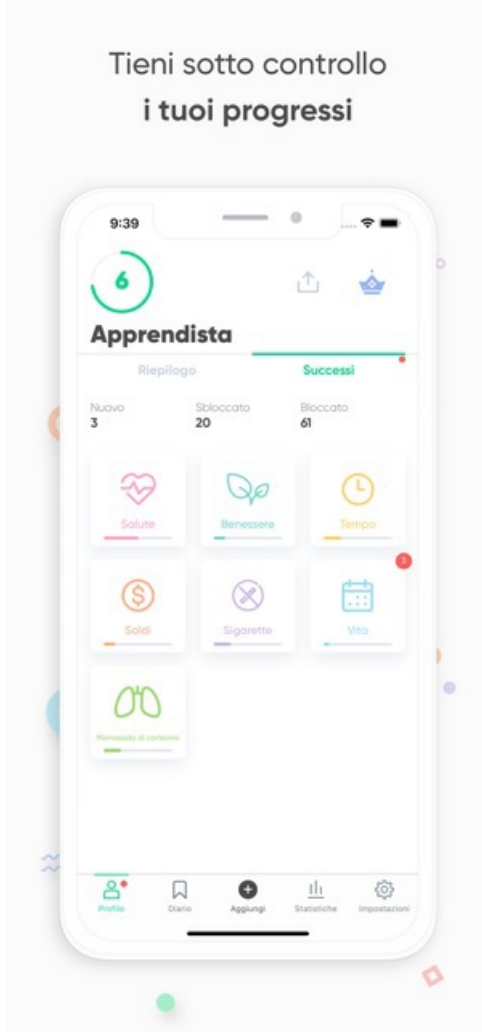 Tieni sotto controllo
i tuoi progressi
9:39
6
Apprendista
Riepilogo Successi
Nuovo Sbloccato Bloccato
3 20 61
Salute Benessere Tempo
3
Soldi Sigarette Vita
Monossido di carbonio
Profilo Diario Aggiungi Statistiche Impostazioni